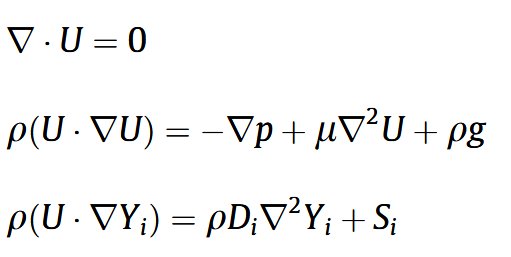 ∇ · U = 0
ρ(U · ∇U) = −∇p + μ∇²U + ρg
ρ(U · ∇Yᵢ) = ρDᵢ∇²Yᵢ + Sᵢ